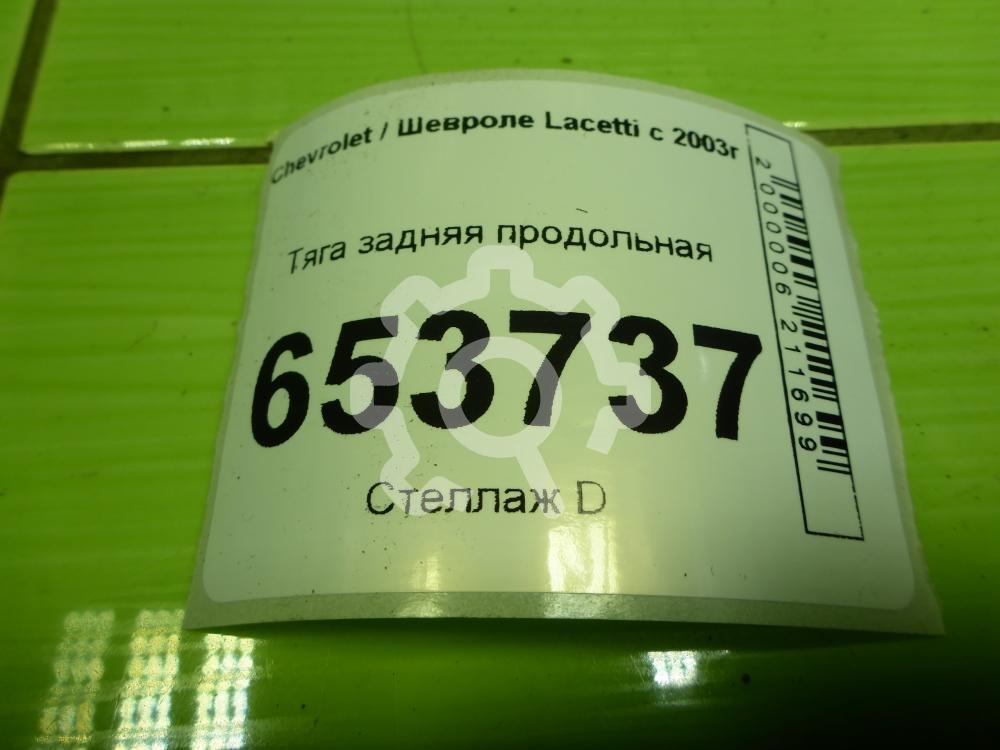 Chevrolet / Шевроле Lacetti с 2003г
Тяга задняя продольная
653737
Стеллаж D
2000006211699